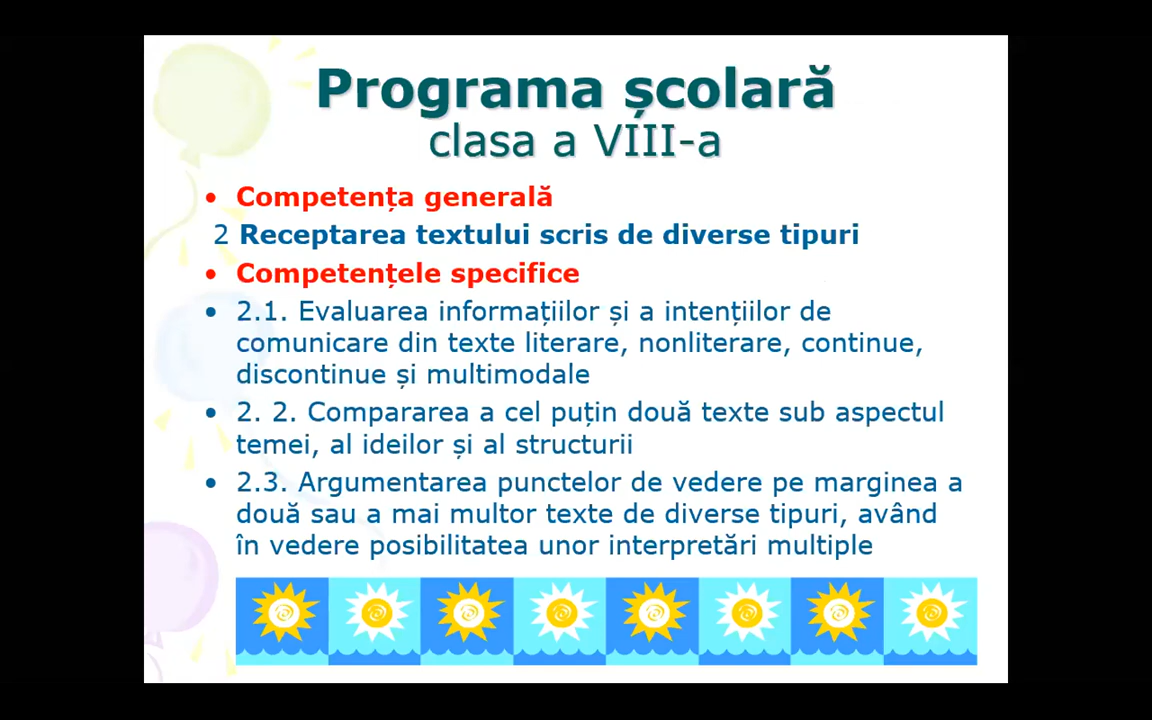 Programa școlară
clasa a VIII-a
• Competența generală
2 Receptarea textului scris de diverse tipuri
• Competențele specifice
• 2.1. Evaluarea informațiilor și a intențiilor de
comunicare din texte literare, nonliterare, continue,
discontinue și multimodale
• 2. 2. Compararea a cel puțin două texte sub aspectul
temei, al ideilor și al structurii
• 2.3. Argumentarea punctelor de vedere pe marginea a
două sau a mai multor texte de diverse tipuri, având
în vedere posibilitatea unor interpretări multiple